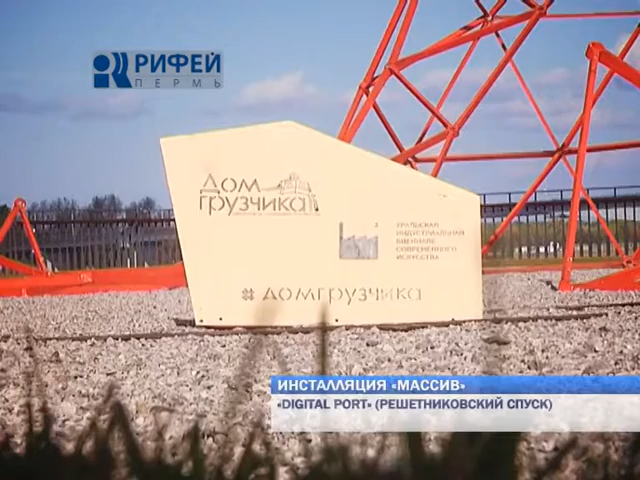 РИФЕЙ
ПЕРМЬ
Дом
грузчика
УРАЛЬСКАЯ
ИНДУСТРИАЛЬНАЯ
БИЕННАЛЕ
СОВРЕМЕННОГО
ИСКУССТВА
# домгрузчика
ИНСТАЛЛЯЦИЯ «МАССИВ»
«DIGITAL PORT» (РЕШЕТНИКОВСКИЙ СПУСК)